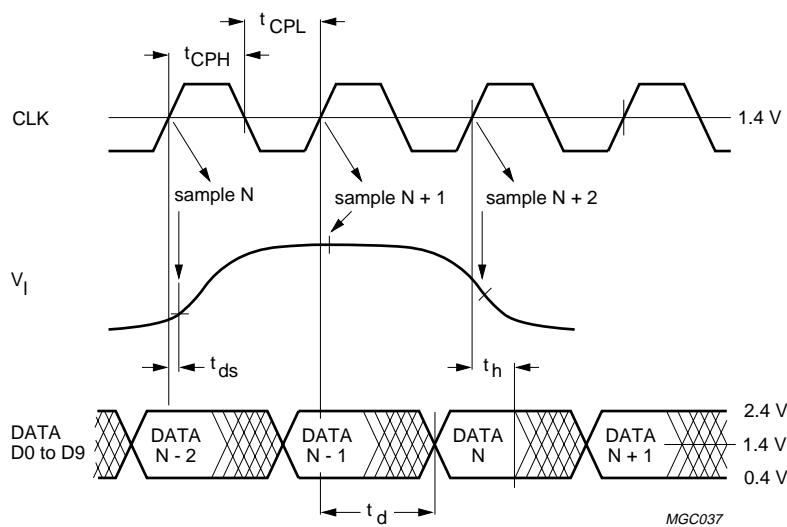 t CPL
t CPH
CLK
1.4 V
sample N
sample N + 1
sample N + 2
V I
t ds
t h
DATA
D0 to D9
DATA
N - 2
DATA
N - 1
DATA
N
DATA
N + 1
2.4 V
1.4 V
0.4 V
t d
MGC037